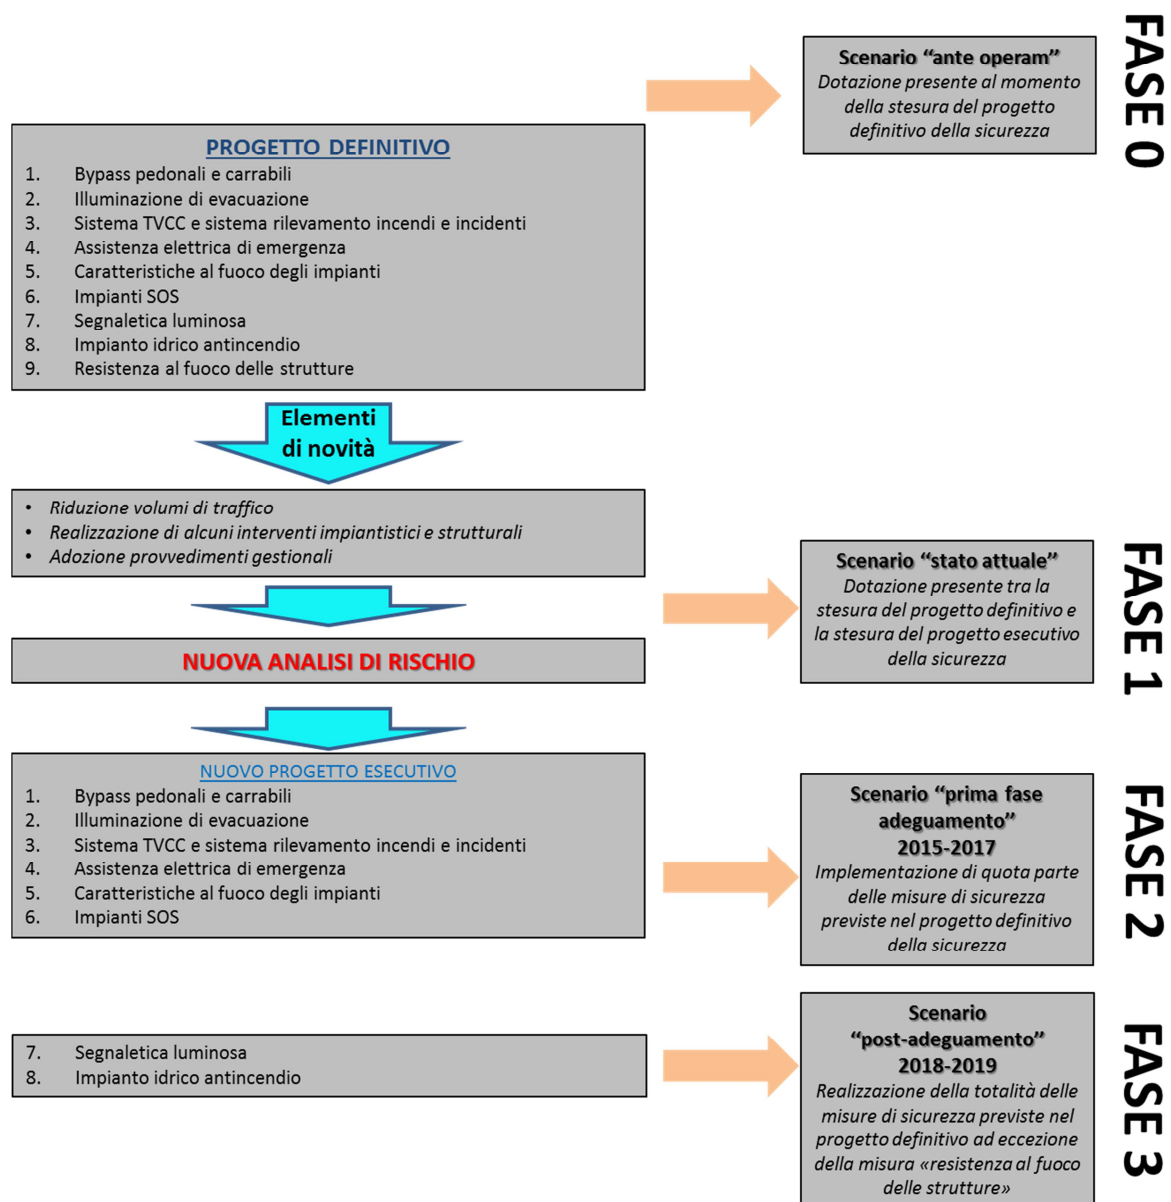 FASE 0
Scenario “ante operam”
Dotazione presente al momento
della stesura del progetto
definitivo della sicurezza
PROGETTO DEFINITIVO
1. Bypass pedonali e carrabili
2. Illuminazione di evacuazione
3. Sistema TVCC e sistema rilevamento incendi e incidenti
4. Assistenza elettrica di emergenza
5. Caratteristiche al fuoco degli impianti
6. Impianti SOS
7. Segnaletica luminosa
8. Impianto idrico antincendio
9. Resistenza al fuoco delle strutture
Elementi
di novità
• Riduzione volumi di traffico
• Realizzazione di alcuni interventi impiantistici e strutturali
• Adozione provvedimenti gestionali
FASE 1
Scenario “stato attuale”
Dotazione presente tra la
stesura del progetto definitivo e
la stesura del progetto esecutivo
della sicurezza
NUOVA ANALISI DI RISCHIO
NUOVO PROGETTO ESECUTIVO
1. Bypass pedonali e carrabili
2. Illuminazione di evacuazione
3. Sistema TVCC e sistema rilevamento incendi e incidenti
4. Assistenza elettrica di emergenza
5. Caratteristiche al fuoco degli impianti
6. Impianti SOS
FASE 2
Scenario “prima fase
adeguamento”
2015-2017
Implementazione di quota parte
delle misure di sicurezza
previste nel progetto definitivo
della sicurezza
7. Segnaletica luminosa
8. Impianto idrico antincendio
FASE 3
Scenario
“post-adeguamento”
2018-2019
Realizzazione della totalità delle
misure di sicurezza previste nel
progetto definitivo ad eccezione
della misura «resistenza al fuoco
delle strutture»